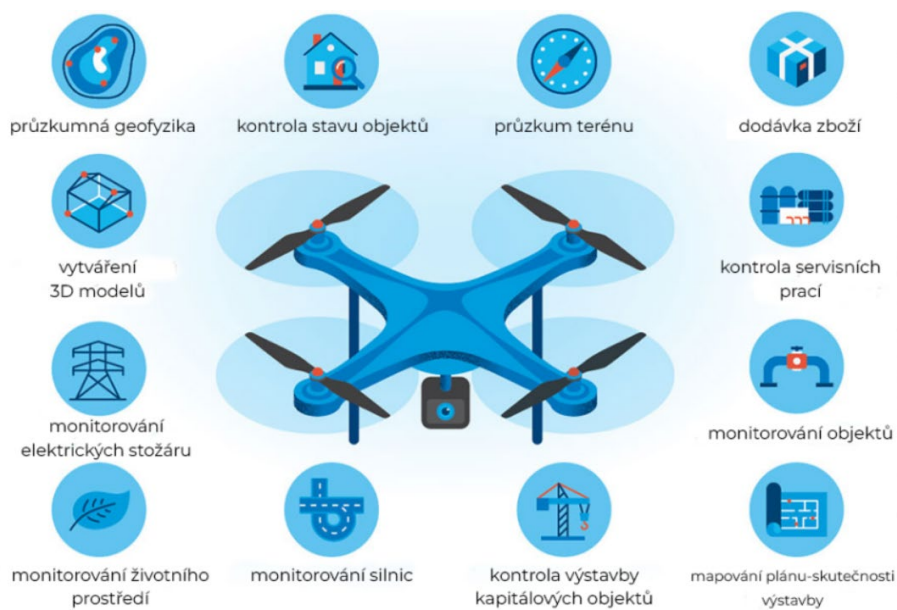 průzkumná geofyzika
kontrola stavu objektů
průzkum terénu
dodávka zboží
vytváření
3D modelů
kontrola servisních
prací
monitorování
elektrických stožáru
monitorování objektů
monitorování životního
prostředí
monitorování silnic
kontrola výstavby
kapitálových objektů
mapování plánu-skutečnosti
výstavby